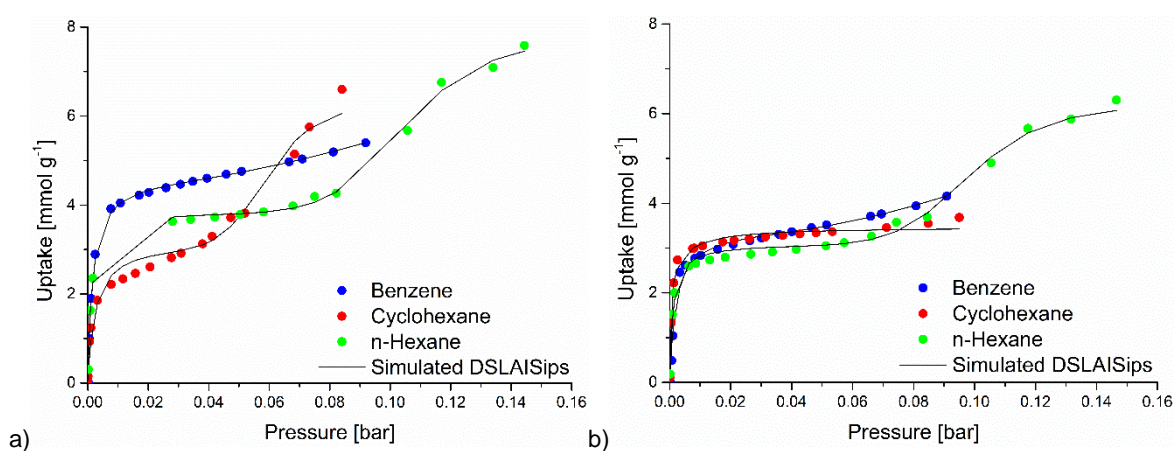 8
6
4
2
0
Uptake [mmol g⁻¹]
Benzene
Cyclohexane
n-Hexane
Simulated DSLAISips
0.00 0.02 0.04 0.06 0.08 0.10 0.12 0.14 0.16
Pressure [bar]
a)
8
6
4
2
0
Uptake [mmol g⁻¹]
Benzene
Cyclohexane
n-Hexane
Simulated DSLAISips
0.00 0.02 0.04 0.06 0.08 0.10 0.12 0.14 0.16
Pressure [bar]
b)